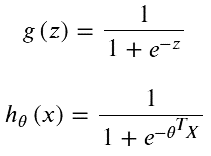 g (z) = 1 / (1 + e^{-z})
h_θ (x) = 1 / (1 + e^{-θ^T X})